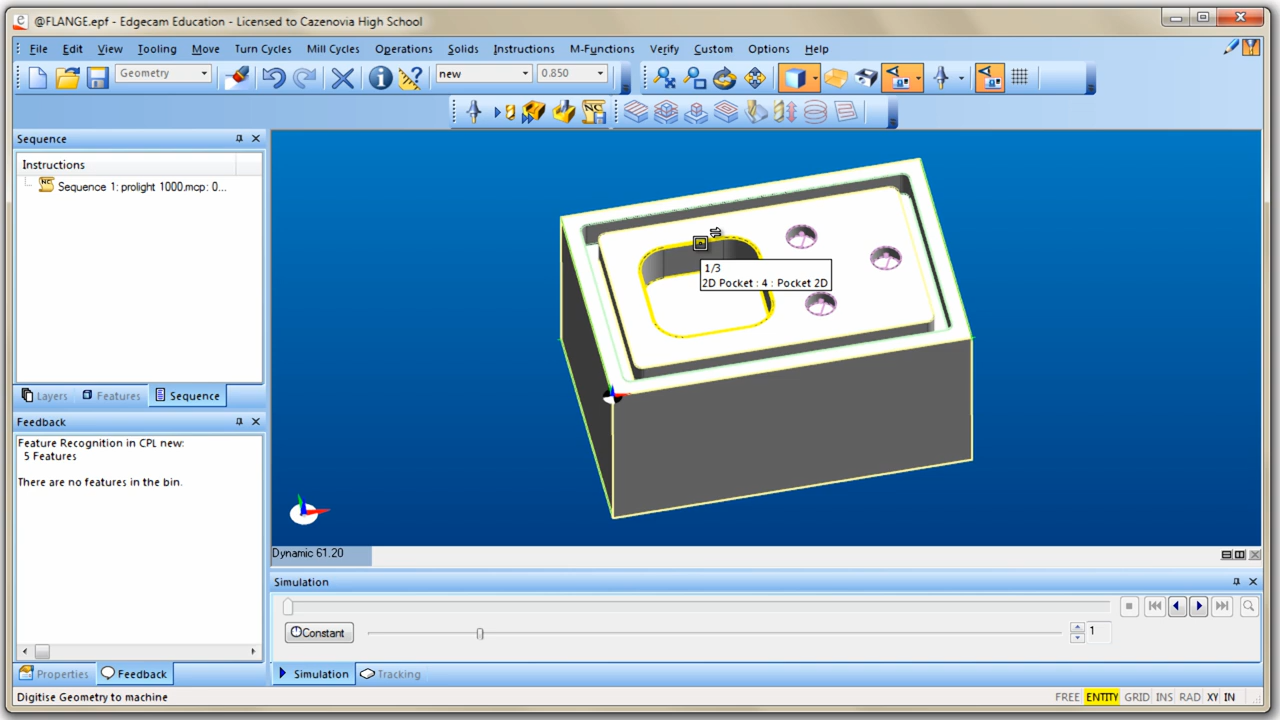 @FLANGE.epf - Edgecam Education - Licensed to Cazenovia High School
File Edit View Tooling Move Turn Cycles Mill Cycles Operations Solids Instructions M-Functions Verify Custom Options Help
Geometry new 0.850
Sequence
Instructions
Sequence 1: prolight 1000.mcp: 0...
1/3
2D Pocket : 4 : Pocket 2D
Layers Features Sequence
Feedback
Feature Recognition in CPL new:
5 Features
There are no features in the bin.
Dynamic 61.20
Simulation
Constant 1
Properties Feedback Simulation Tracking
Digitise Geometry to machine FREE ENTITY GRID INS RAD XY IN